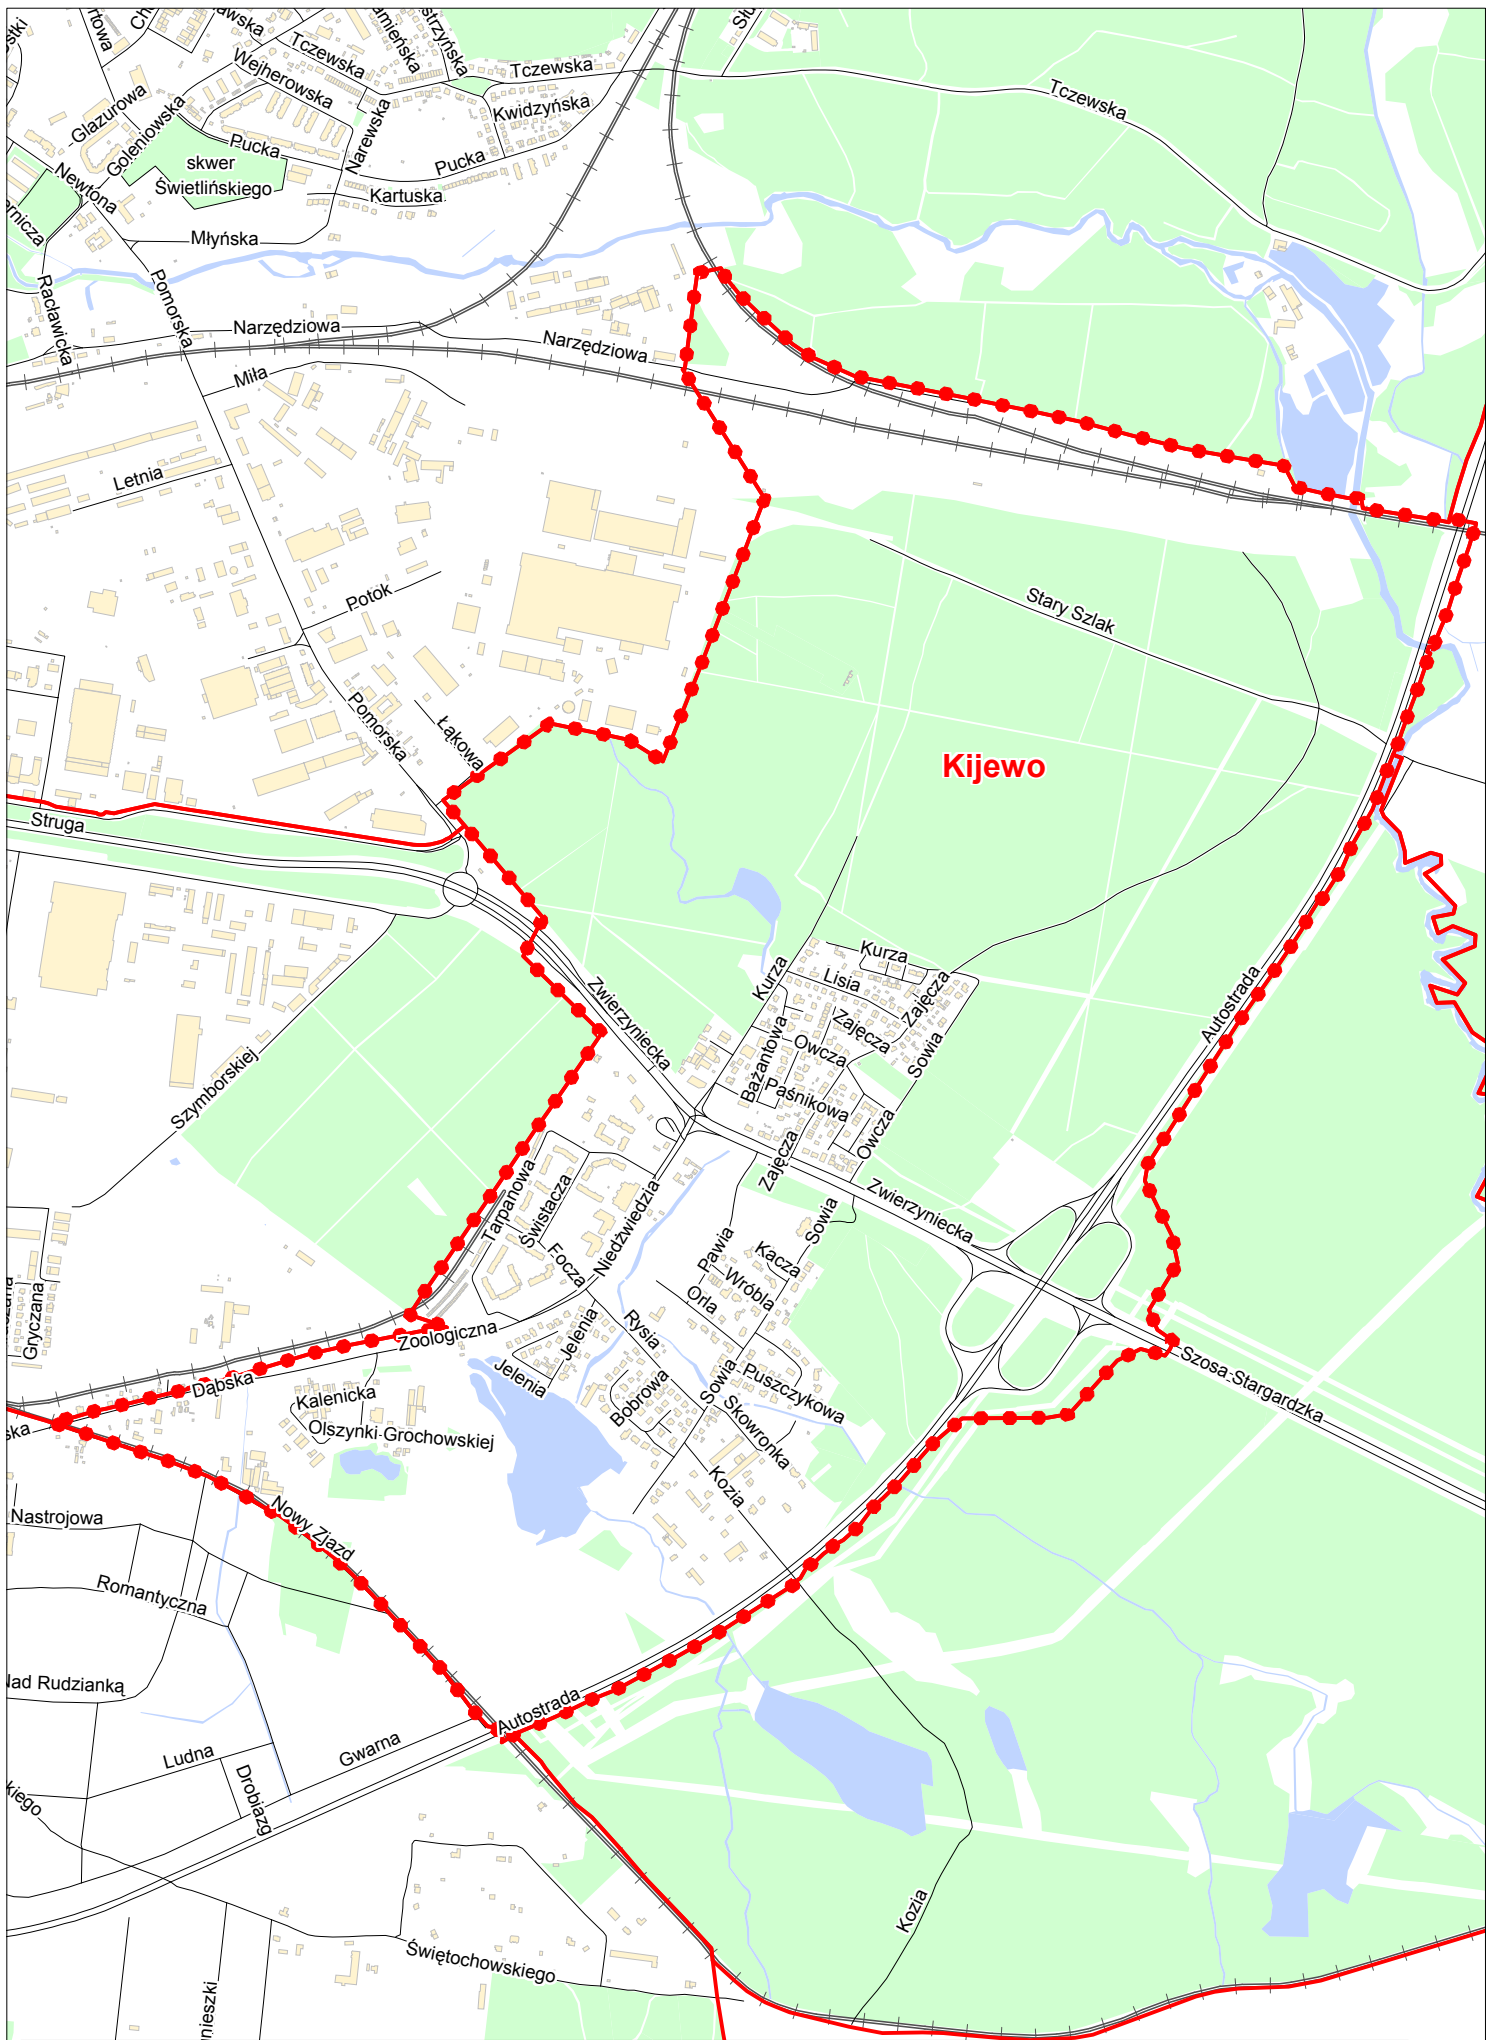 Tczewska
Wejherowska
Tczewska
Kwidzyńska
Tczewska
Glazurowa
Goleniowska
Pucka
Narewska
Pucka
skwer
Świetlińskiego
Newtona
Kartuska
Młyńska
Racławicka
Pomorska
Narzędziowa
Narzędziowa
Miła
Letnia
Potok
Stary Szlak
Pomorska
Łąkowa
Kijewo
Struga
Kurza
Kurza
Lisia
Zajęcza
Zajęcza
Zwierzyniecka
Bażantowa
Owcza
Sowia
Autostrada
Paśnikowa
Szymborskiej
Owcza
Zajęcza
Tarpanowa
Świstacza
Niedźwiedzia
Focza
Zwierzyniecka
Sowia
Pawia
Kacza
Wróbla
Orla
Gryczana
Zoologiczna
Jelenia
Rysia
Jelenia
Szosa Stargardzka
Dąbska
Kalenicka
Bobrowa
Sowia
Puszczykowa
Skowronka
Olszynki Grochowskiej
Kozia
Nastrojowa
Nowy Zjazd
Romantyczna
Autostrada
Ludna
Gwarna
Drobiazg
Kozia
Świętochowskiego